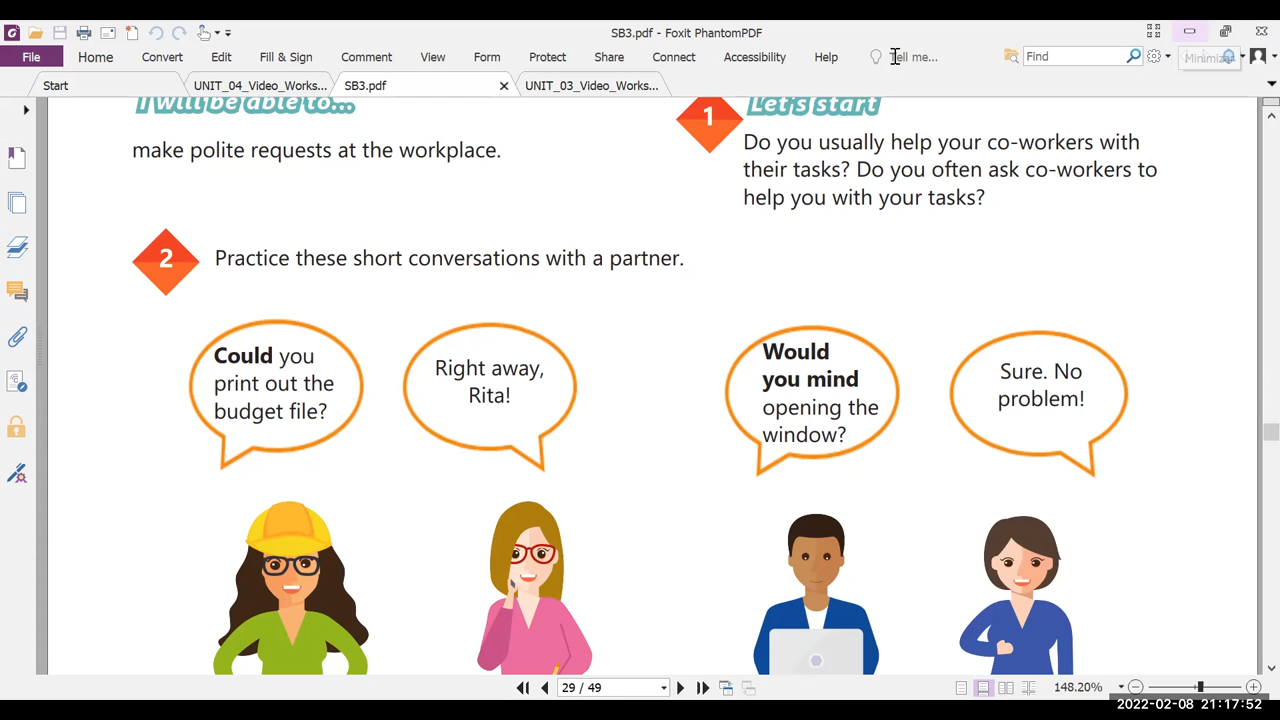 SB3.pdf - Foxit PhantomPDF
File Home Convert Edit Fill & Sign Comment View Form Protect Share Connect Accessibility Help Tell me... Find
Minimize
Start UNIT_04_Video_Works... SB3.pdf UNIT_03_Video_Works...
I will be able to...
make polite requests at the workplace.
1
Let's start
Do you usually help your co-workers with
their tasks? Do you often ask co-workers to
help you with your tasks?
2
Practice these short conversations with a partner.
Could you
print out the
budget file?
Right away,
Rita!
Would
you mind
opening the
window?
Sure. No
problem!
29 / 49
148.20%
2022-02-08 21:17:52